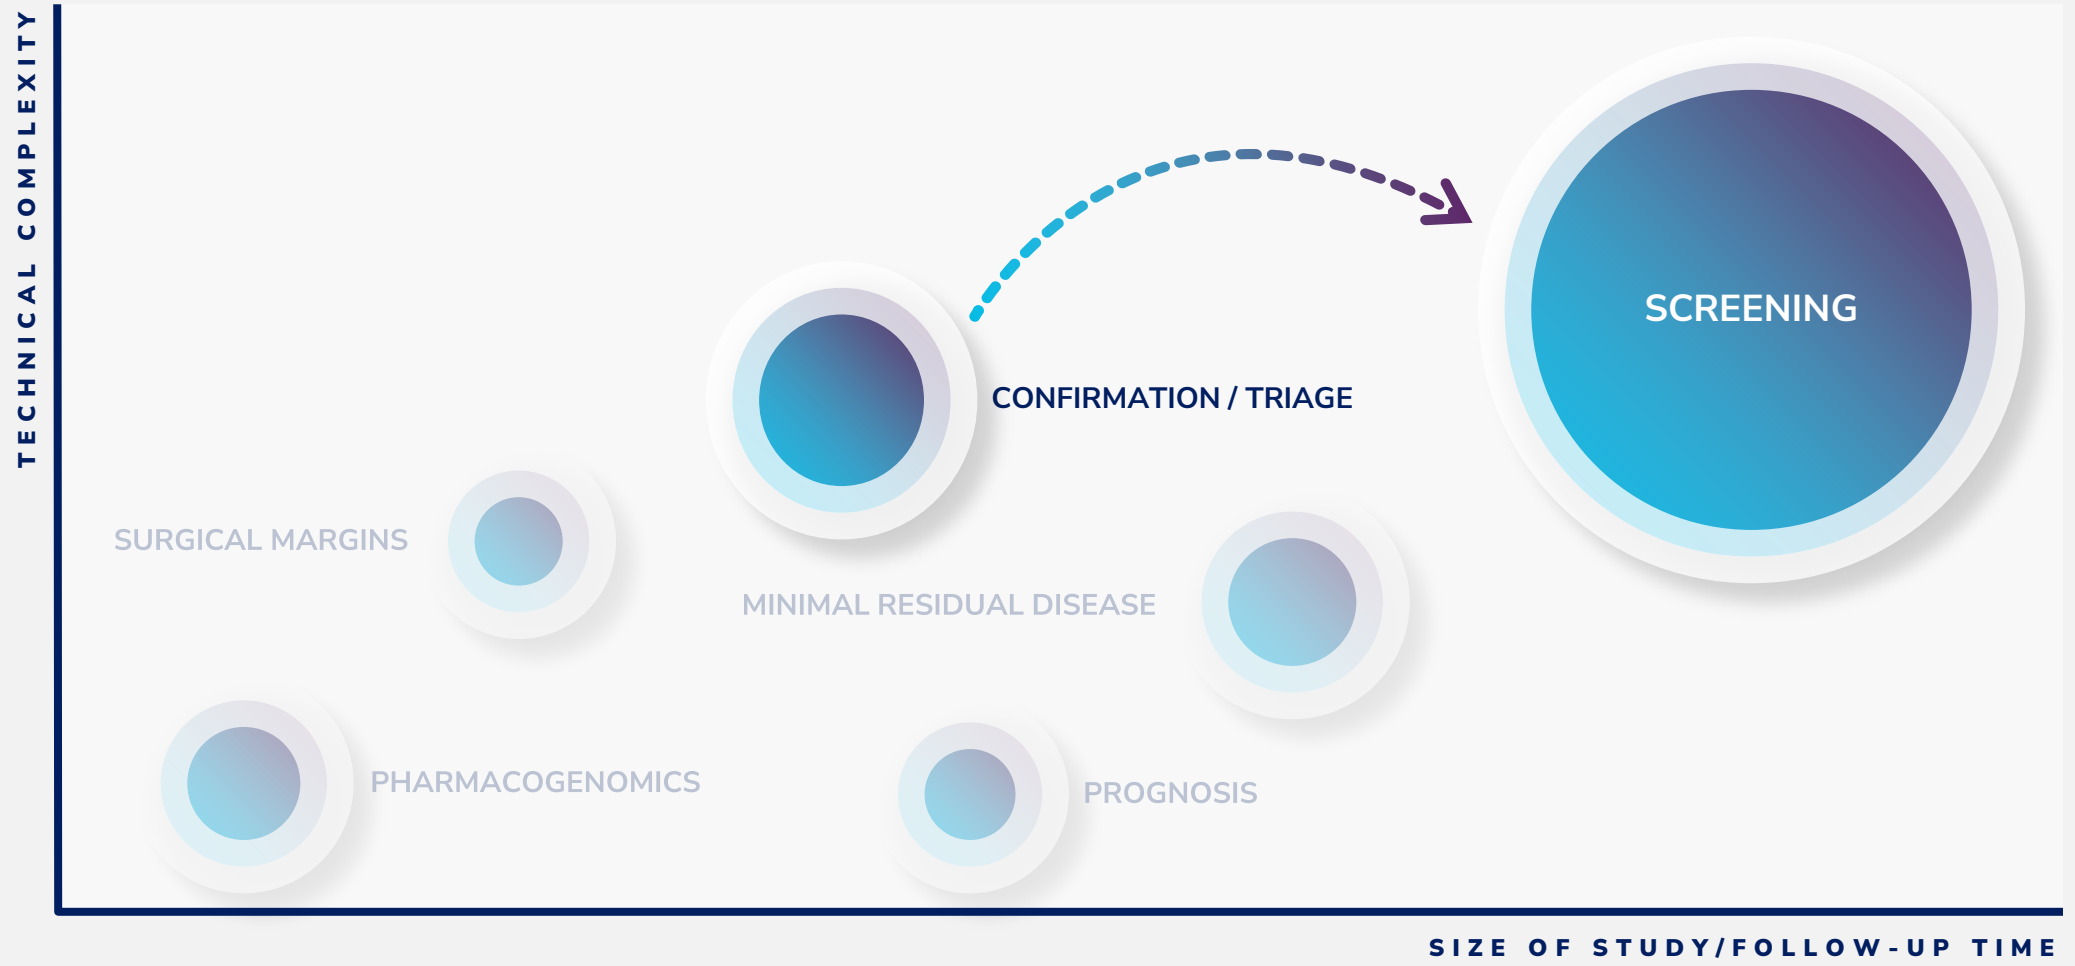 TECHNICAL COMPLEXITY
SCREENING
CONFIRMATION / TRIAGE
SURGICAL MARGINS
MINIMAL RESIDUAL DISEASE
PHARMACOGENOMICS
PROGNOSIS
SIZE OF STUDY/FOLLOW-UP TIME